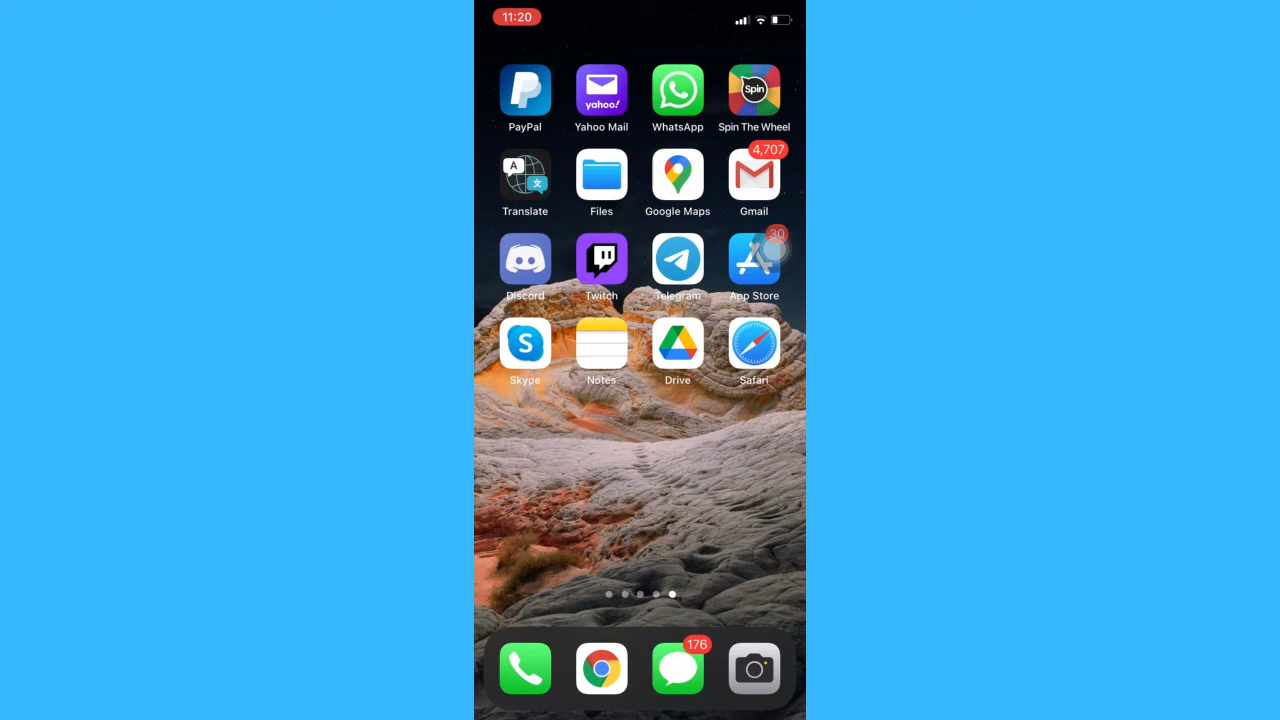 11:20
yahoo!
Spin
PayPal
Yahoo Mail
WhatsApp
Spin The Wheel
4,707
A
文
Translate
Files
Google Maps
Gmail
30
Discord
Twitch
Telegram
App Store
S
Skype
Notes
Drive
Safari
176